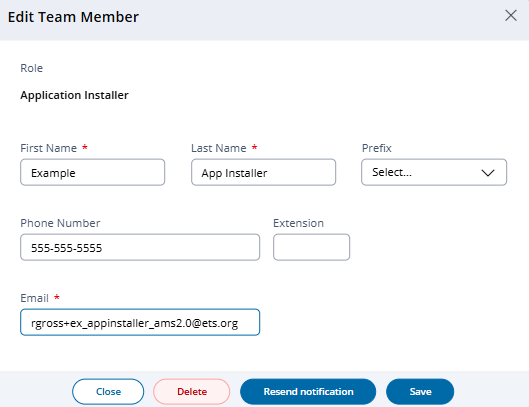 Edit Team Member
Role
Application Installer
First Name *
Last Name *
Prefix
Example
App Installer
Select...
Phone Number
Extension
555-555-5555
Email *
rgross+ex_appinstaller_ams2.0@ets.org
Close
Delete
Resend notification
Save